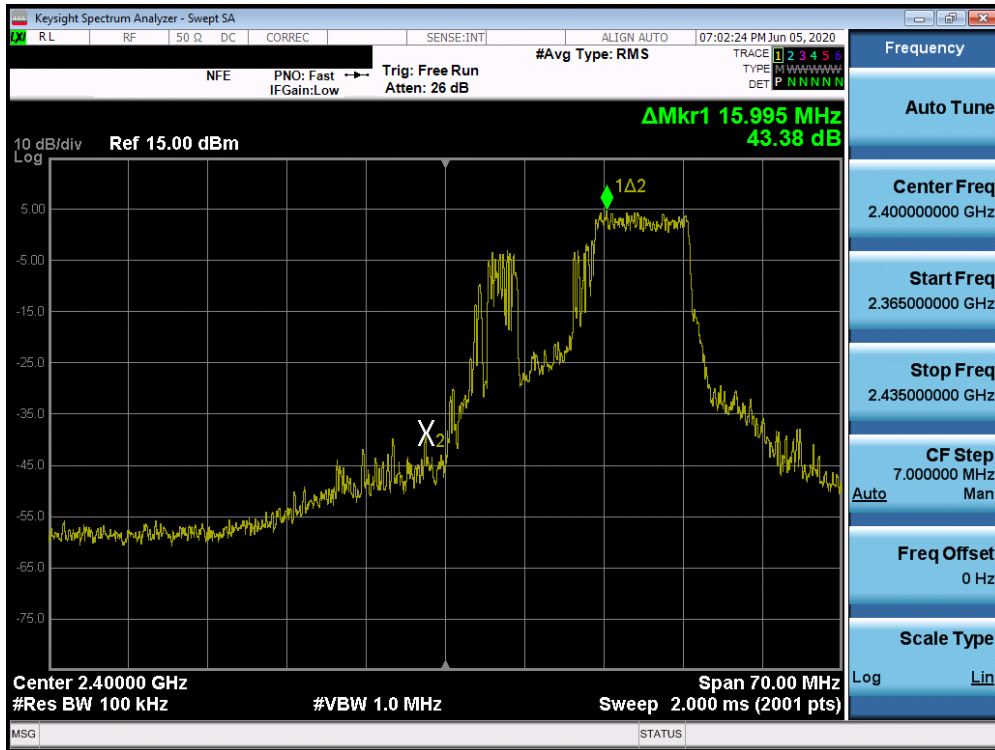 Keysight Spectrum Analyzer - Swept SA
LXI RL RF 50 Ω DC CORREC SENSE:INT ALIGN AUTO 07:02:24 PM Jun 05, 2020
NFE PNO: Fast Trig: Free Run #Avg Type: RMS TRACE 1 2 3 4 5 6
IFGain:Low Atten: 26 dB TYPE M W W W W W
DET P N N N N N
ΔMkr1 15.995 MHz
43.38 dB
10 dB/div Ref 15.00 dBm
Log
1Δ2
5.00
-5.00
-15.0
-25.0
-35.0
X2
-45.0
-55.0
-65.0
-75.0
Center 2.40000 GHz Span 70.00 MHz
#Res BW 100 kHz #VBW 1.0 MHz Sweep 2.000 ms (2001 pts)
MSG STATUS
Frequency
Auto Tune
Center Freq
2.400000000 GHz
Start Freq
2.365000000 GHz
Stop Freq
2.435000000 GHz
CF Step
7.000000 MHz
Auto Man
Freq Offset
0 Hz
Scale Type
Log Lin